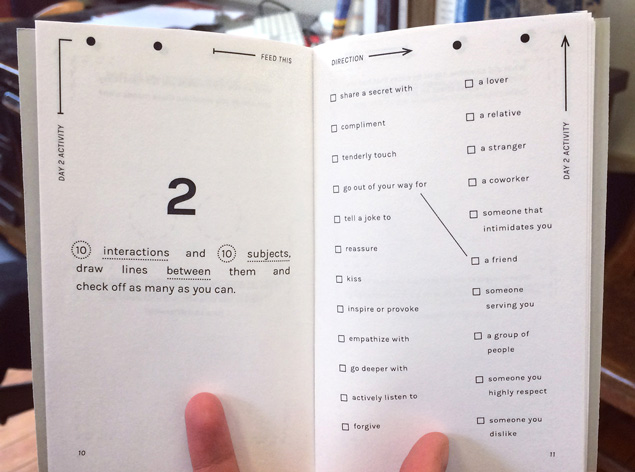 FEED THIS
DAY 2 ACTIVITY
2
10 interactions and 10 subjects,
draw lines between them and
check off as many as you can.
10
DIRECTION
share a secret with
compliment
tenderly touch
go out of your way for
tell a joke to
reassure
kiss
inspire or provoke
empathize with
go deeper with
actively listen to
forgive
a lover
a relative
a stranger
a coworker
someone that
intimidates you
a friend
someone
serving you
a group of
people
someone you
highly respect
someone you
dislike
DAY 2 ACTIVITY
11